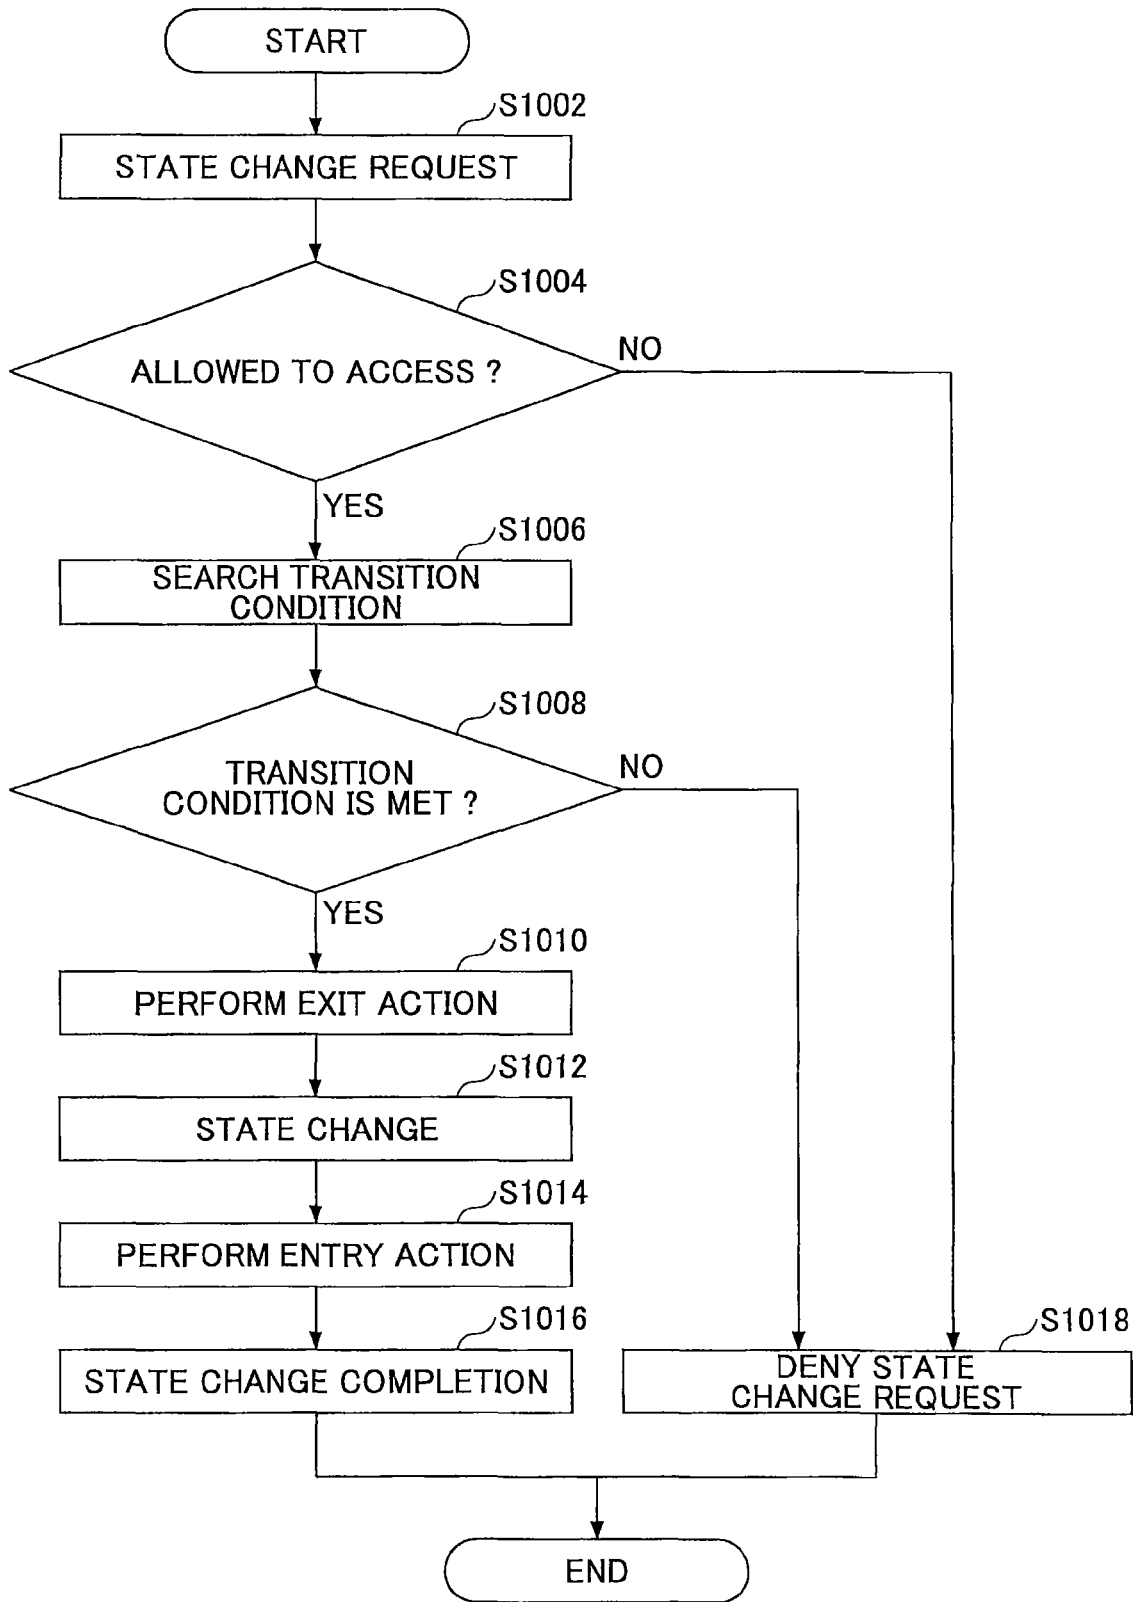 START
S1002
STATE CHANGE REQUEST
S1004
ALLOWED TO ACCESS ?
NO
YES
S1006
SEARCH TRANSITION
CONDITION
S1008
TRANSITION
CONDITION IS MET ?
NO
YES
S1010
PERFORM EXIT ACTION
S1012
STATE CHANGE
S1014
PERFORM ENTRY ACTION
S1016
STATE CHANGE COMPLETION
S1018
DENY STATE
CHANGE REQUEST
END